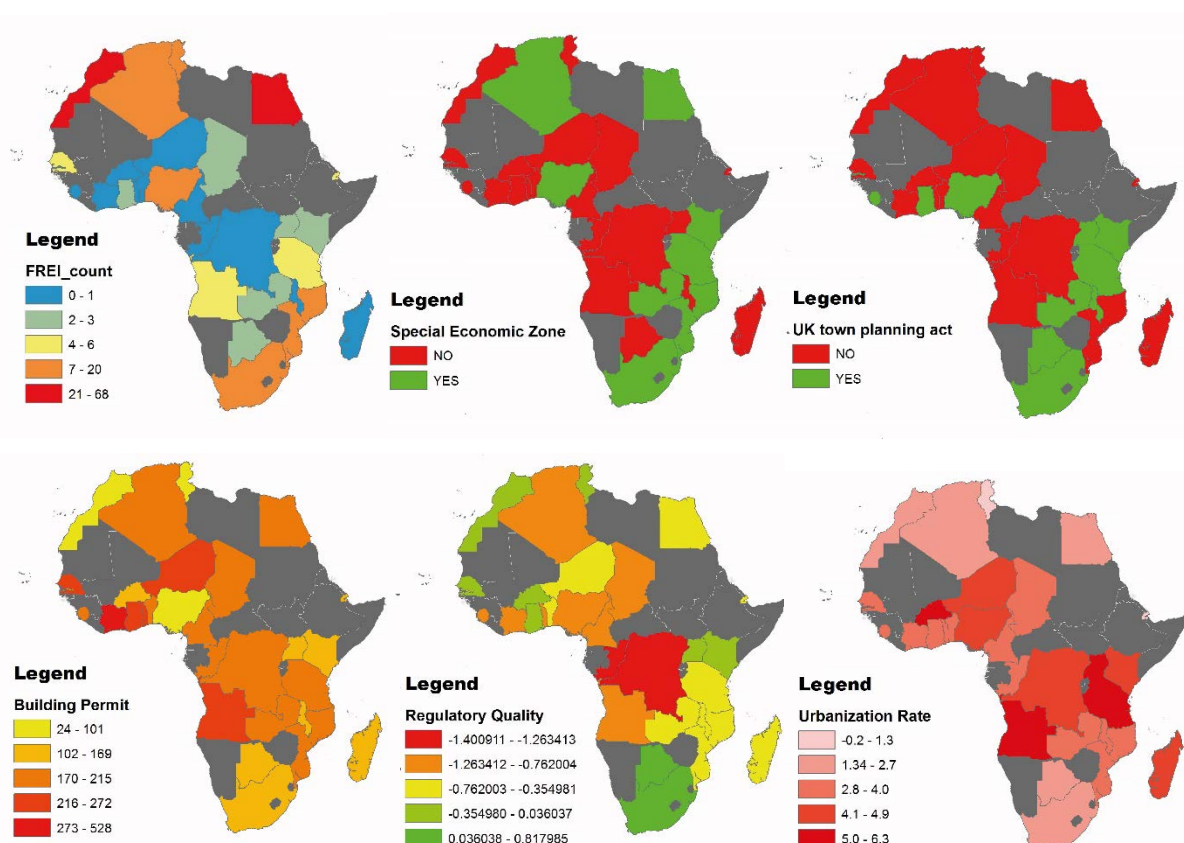 Legend
FREI_count
0 - 1
2 - 3
4 - 6
7 - 20
21 - 68
Legend
Special Economic Zone
NO
YES
Legend
UK town planning act
NO
YES
Legend
Building Permit
24 - 101
102 - 169
170 - 215
216 - 272
273 - 528
Legend
Regulatory Quality
-1.400911 - -1.263413
-1.263412 - -0.762004
-0.762003 - -0.354981
-0.354980 - 0.036037
0.036038 - 0.817985
Legend
Urbanization Rate
-0.2 - 1.3
1.34 - 2.7
2.8 - 4.0
4.1 - 4.9
5.0 - 6.3